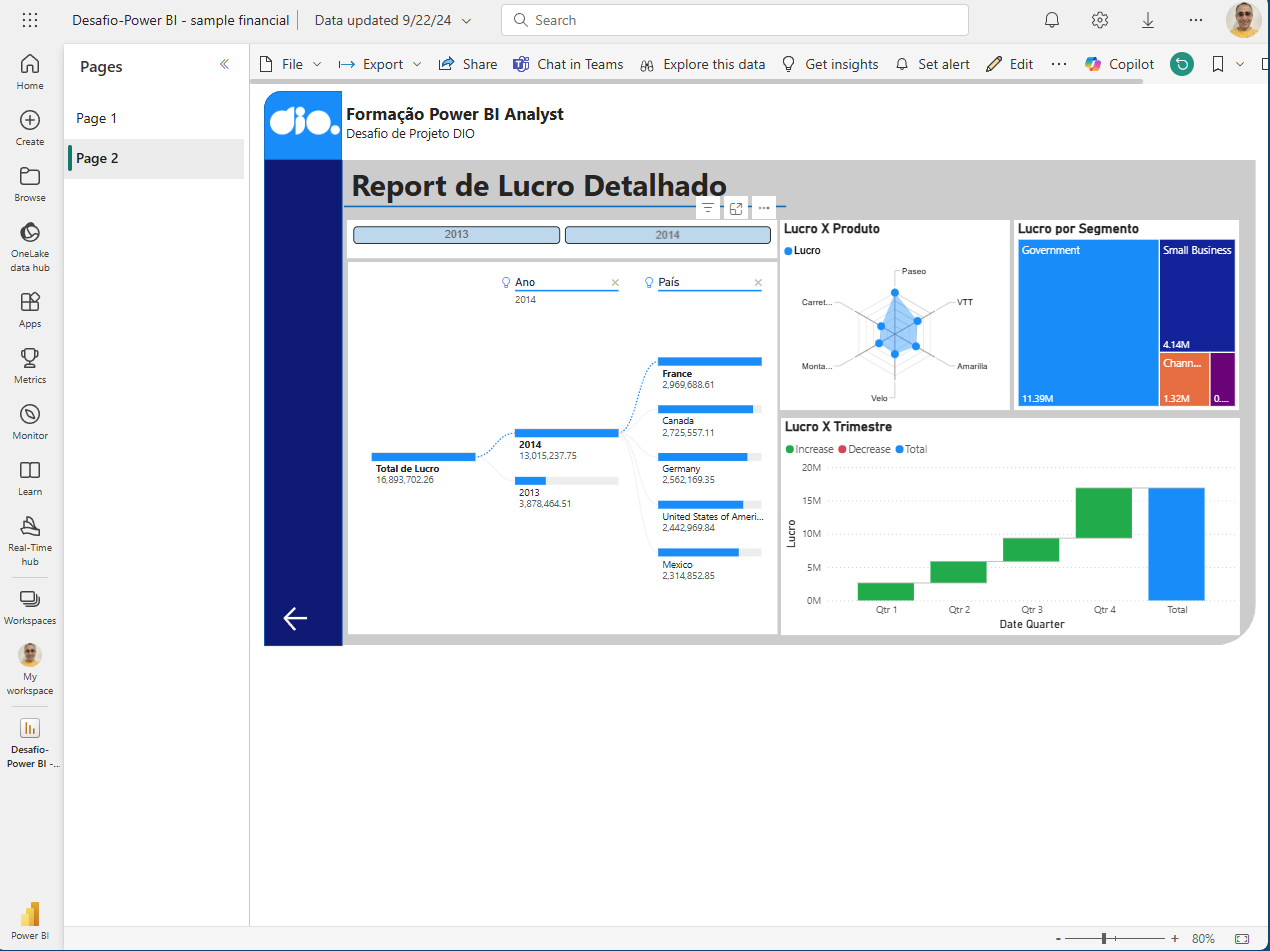 Desafio-Power BI - sample financial
Data updated 9/22/24
Search
Home
Create
Browse
OneLake
data hub
Apps
Metrics
Monitor
Learn
Real-Time
hub
Workspaces
My
workspace
Desafio-
Power BI -...
Power BI
Pages
Page 1
Page 2
File
Export
Share
Chat in Teams
Explore this data
Get insights
Set alert
Edit
Copilot
dio.
Formação Power BI Analyst
Desafio de Projeto DIO
Report de Lucro Detalhado
2013
2014
Ano
2014
País
Total de Lucro
16,893,702.26
2014
13,015,237.75
2013
3,878,464.51
France
2,969,688.61
Canada
2,725,557.11
Germany
2,562,169.35
United States of Ameri...
2,442,969.84
Mexico
2,314,852.85
Lucro X Produto
Lucro
Paseo
VTT
Amarilla
Velo
Monta...
Carret...
Lucro por Segmento
Government
11.39M
Small Business
4.14M
Chann...
1.32M
0....
Lucro X Trimestre
Increase
Decrease
Total
20M
15M
10M
5M
0M
Lucro
Qtr 1
Qtr 2
Qtr 3
Qtr 4
Total
Date Quarter
- + 80%